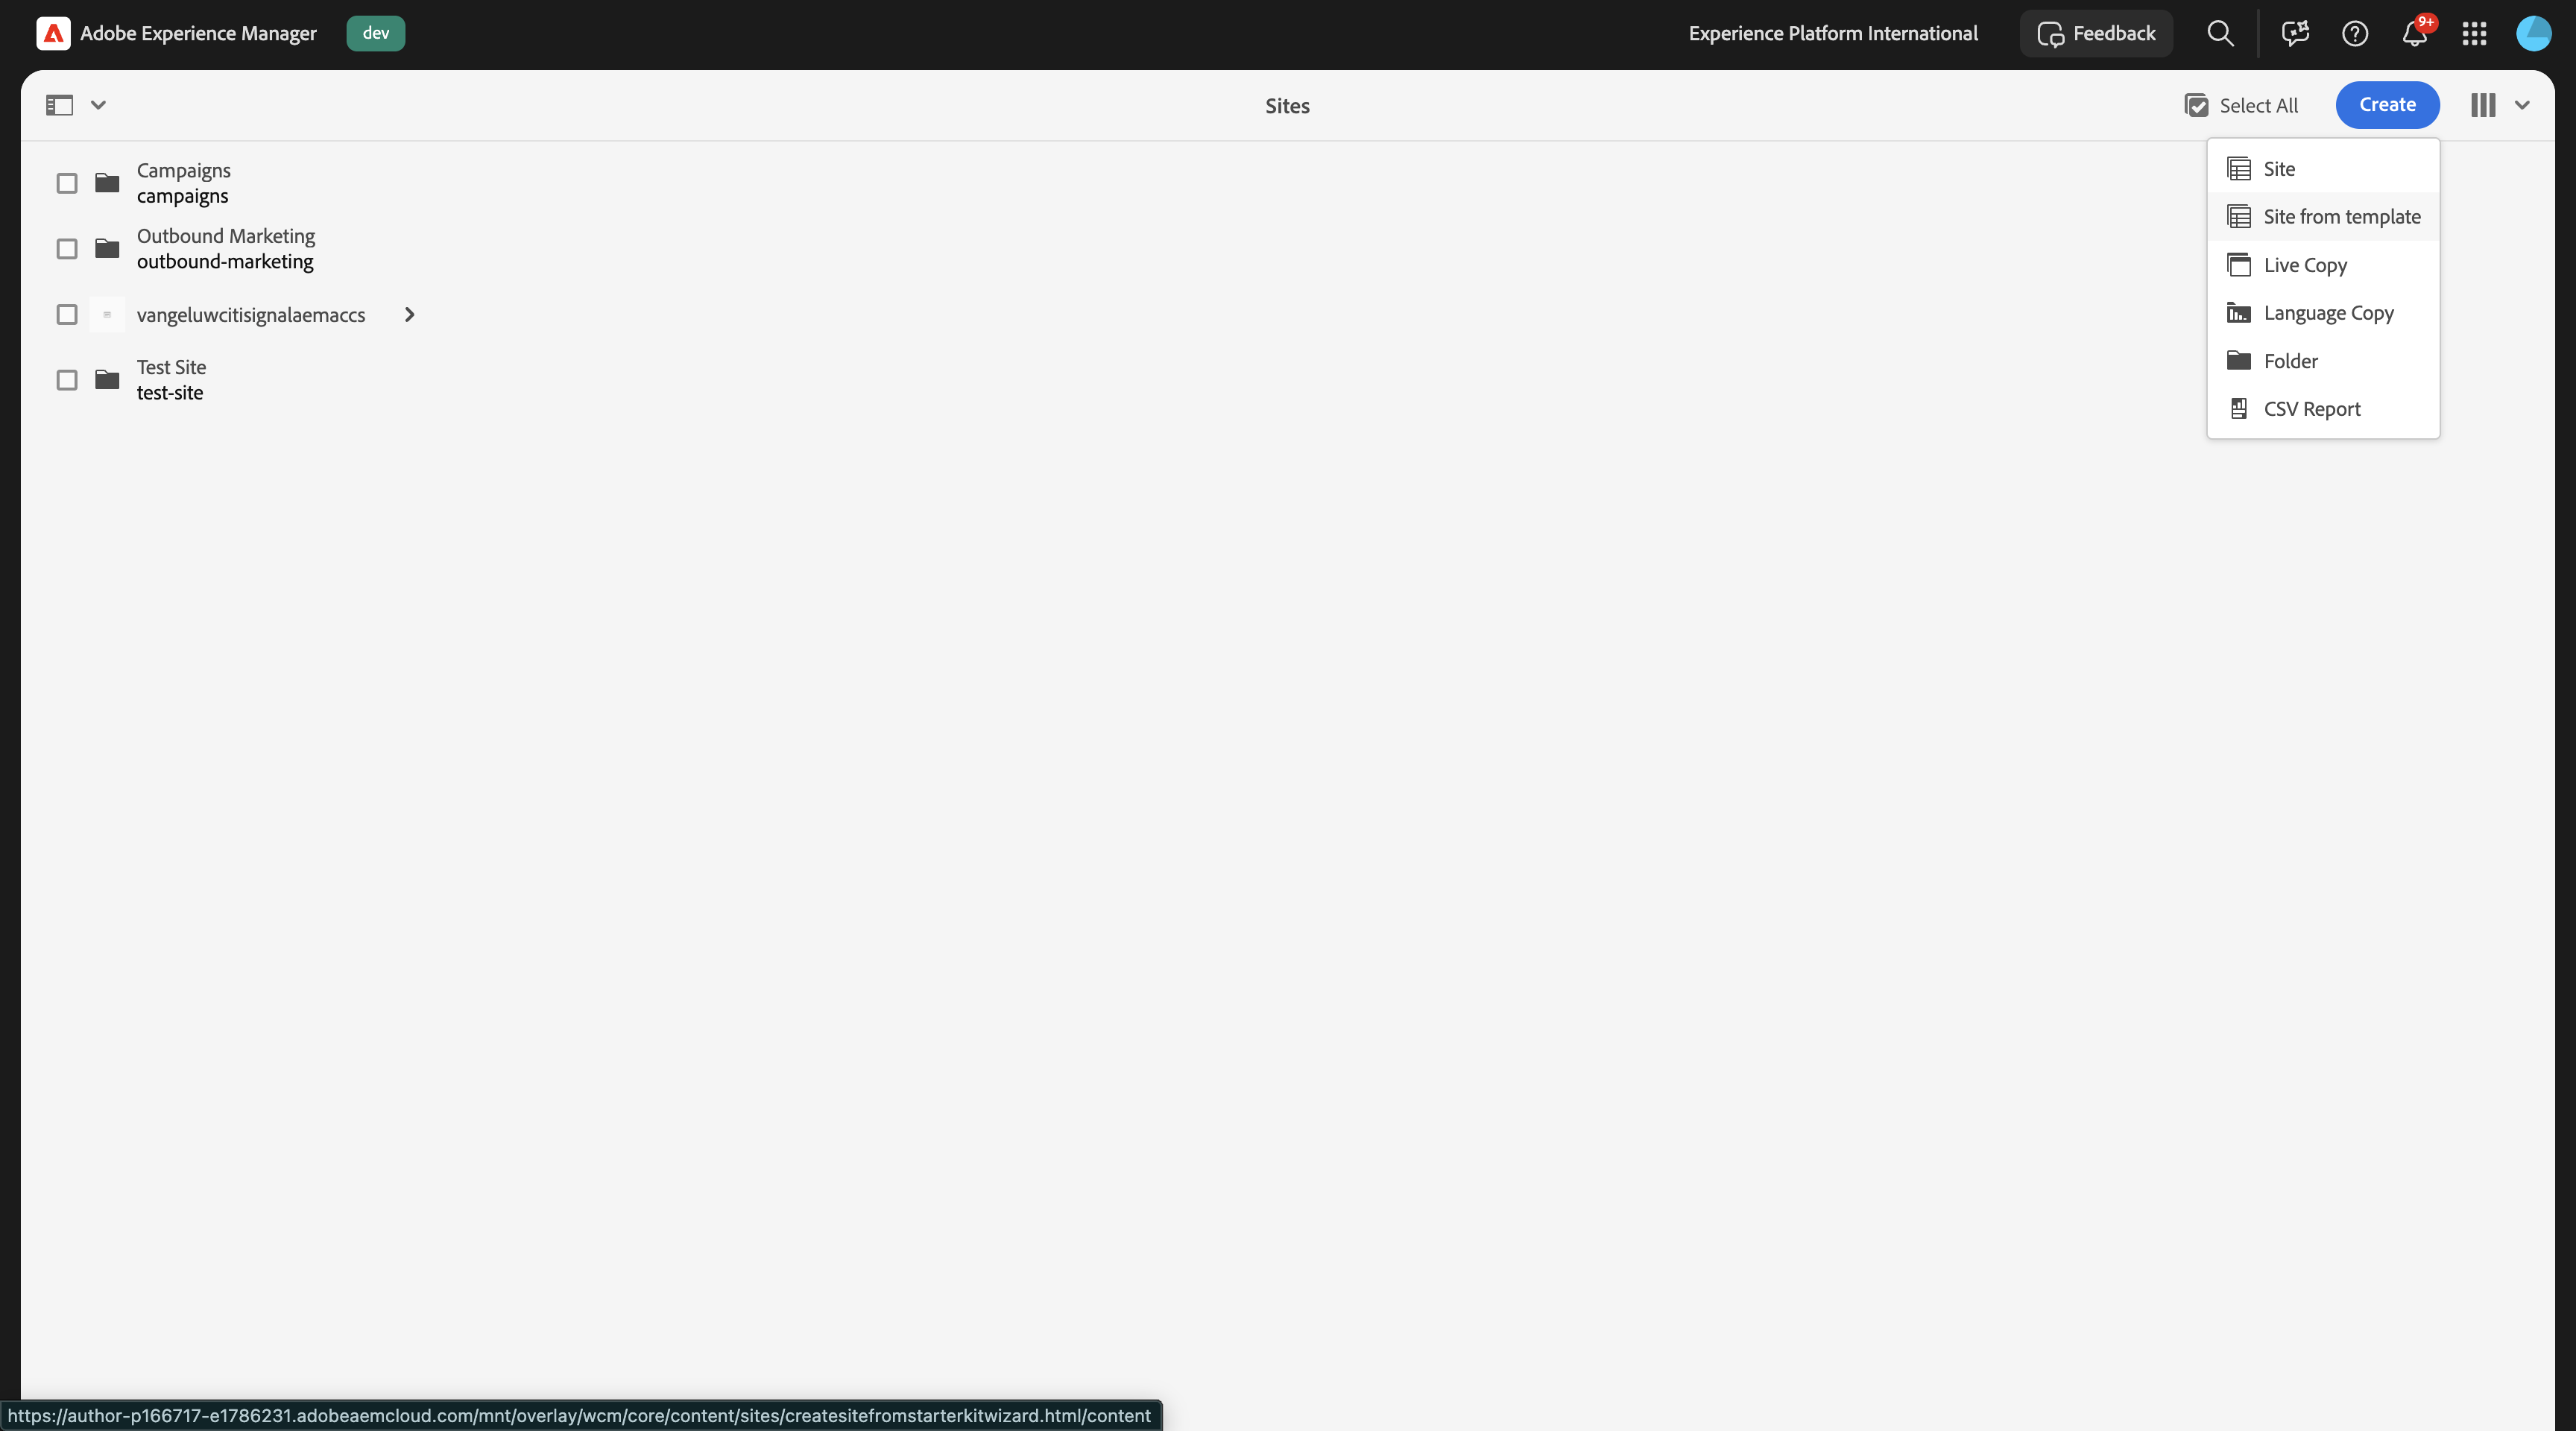 Adobe Experience Manager
dev
Experience Platform International
Feedback
9+
Sites
Select All
Create
Campaigns
campaigns
Outbound Marketing
outbound-marketing
vangeluwcitisignalaemaccs
Test Site
test-site
Site
Site from template
Live Copy
Language Copy
Folder
CSV Report
https://author-p166717-e1786231.adobeaemcloud.com/mnt/overlay/wcm/core/content/sites/createsitefromstarterkitwizard.html/content